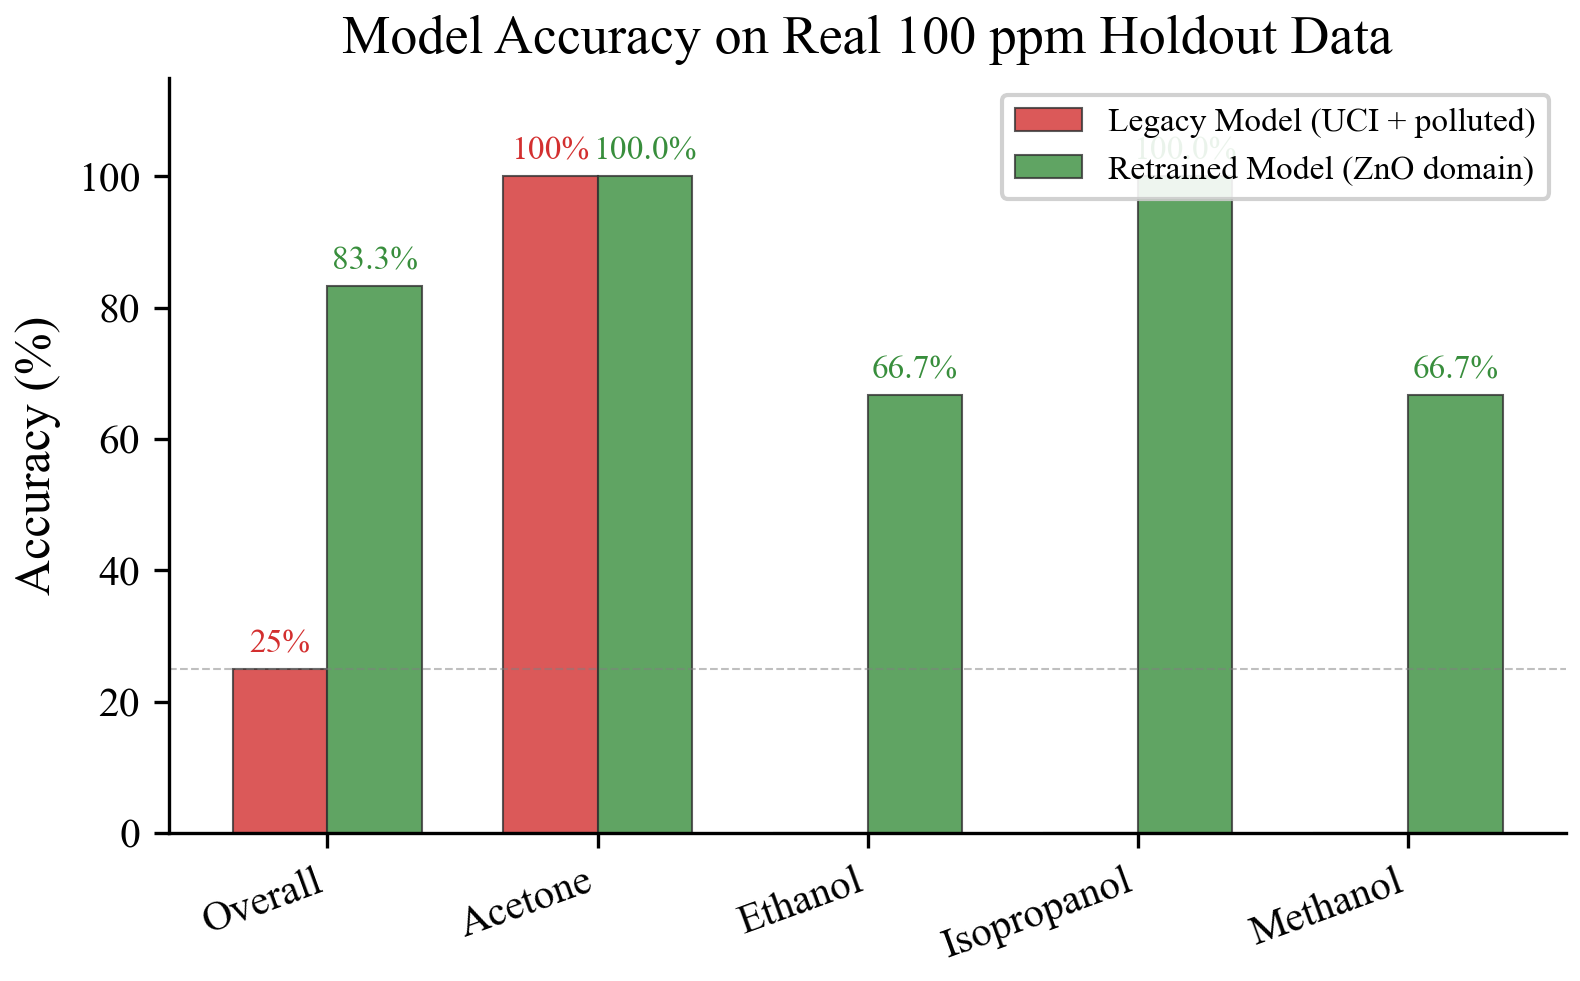 Model Accuracy on Real 100 ppm Holdout Data
Legacy Model (UCI + polluted)
Retrained Model (ZnO domain)
Accuracy (%)
100
80
60
40
20
0
25%
83.3%
100%
100.0%
66.7%
100.0%
66.7%
Overall
Acetone
Ethanol
Isopropanol
Methanol